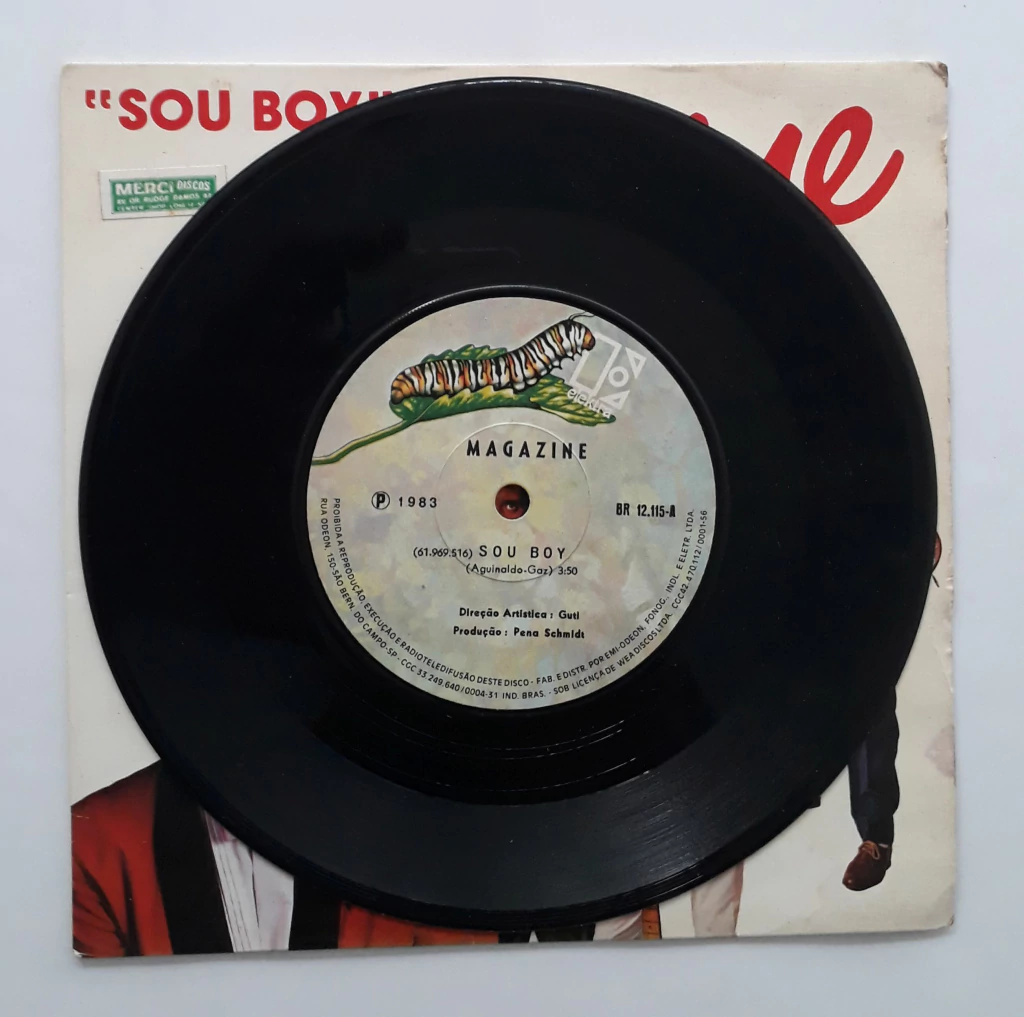 "SOU BOY"
MERCI DISCOS
elektra
MAGAZINE
Ⓟ 1983
BR 12.115-A
(61.969.516) SOU BOY
(Aguinaldo-Gaz) 3:50
Direção Artística: Guti
Produção: Pena Schmidt
PROIBIDA A REPRODUÇÃO, EXECUÇÃO E RADIOTELEDIFUSÃO DESTE DISCO - FAB. E DISTR. POR EMI-ODEON, FONOG., INDL. E ELETR. LTDA.
RUA ODEON, 150-SÃO BERN. DO CAMPO-SP - CGC 33.249.640/0004-31 IND. BRAS. - SOB LICENÇA DE WEA DISCOS LTDA. CGC42.470.112/0001-56